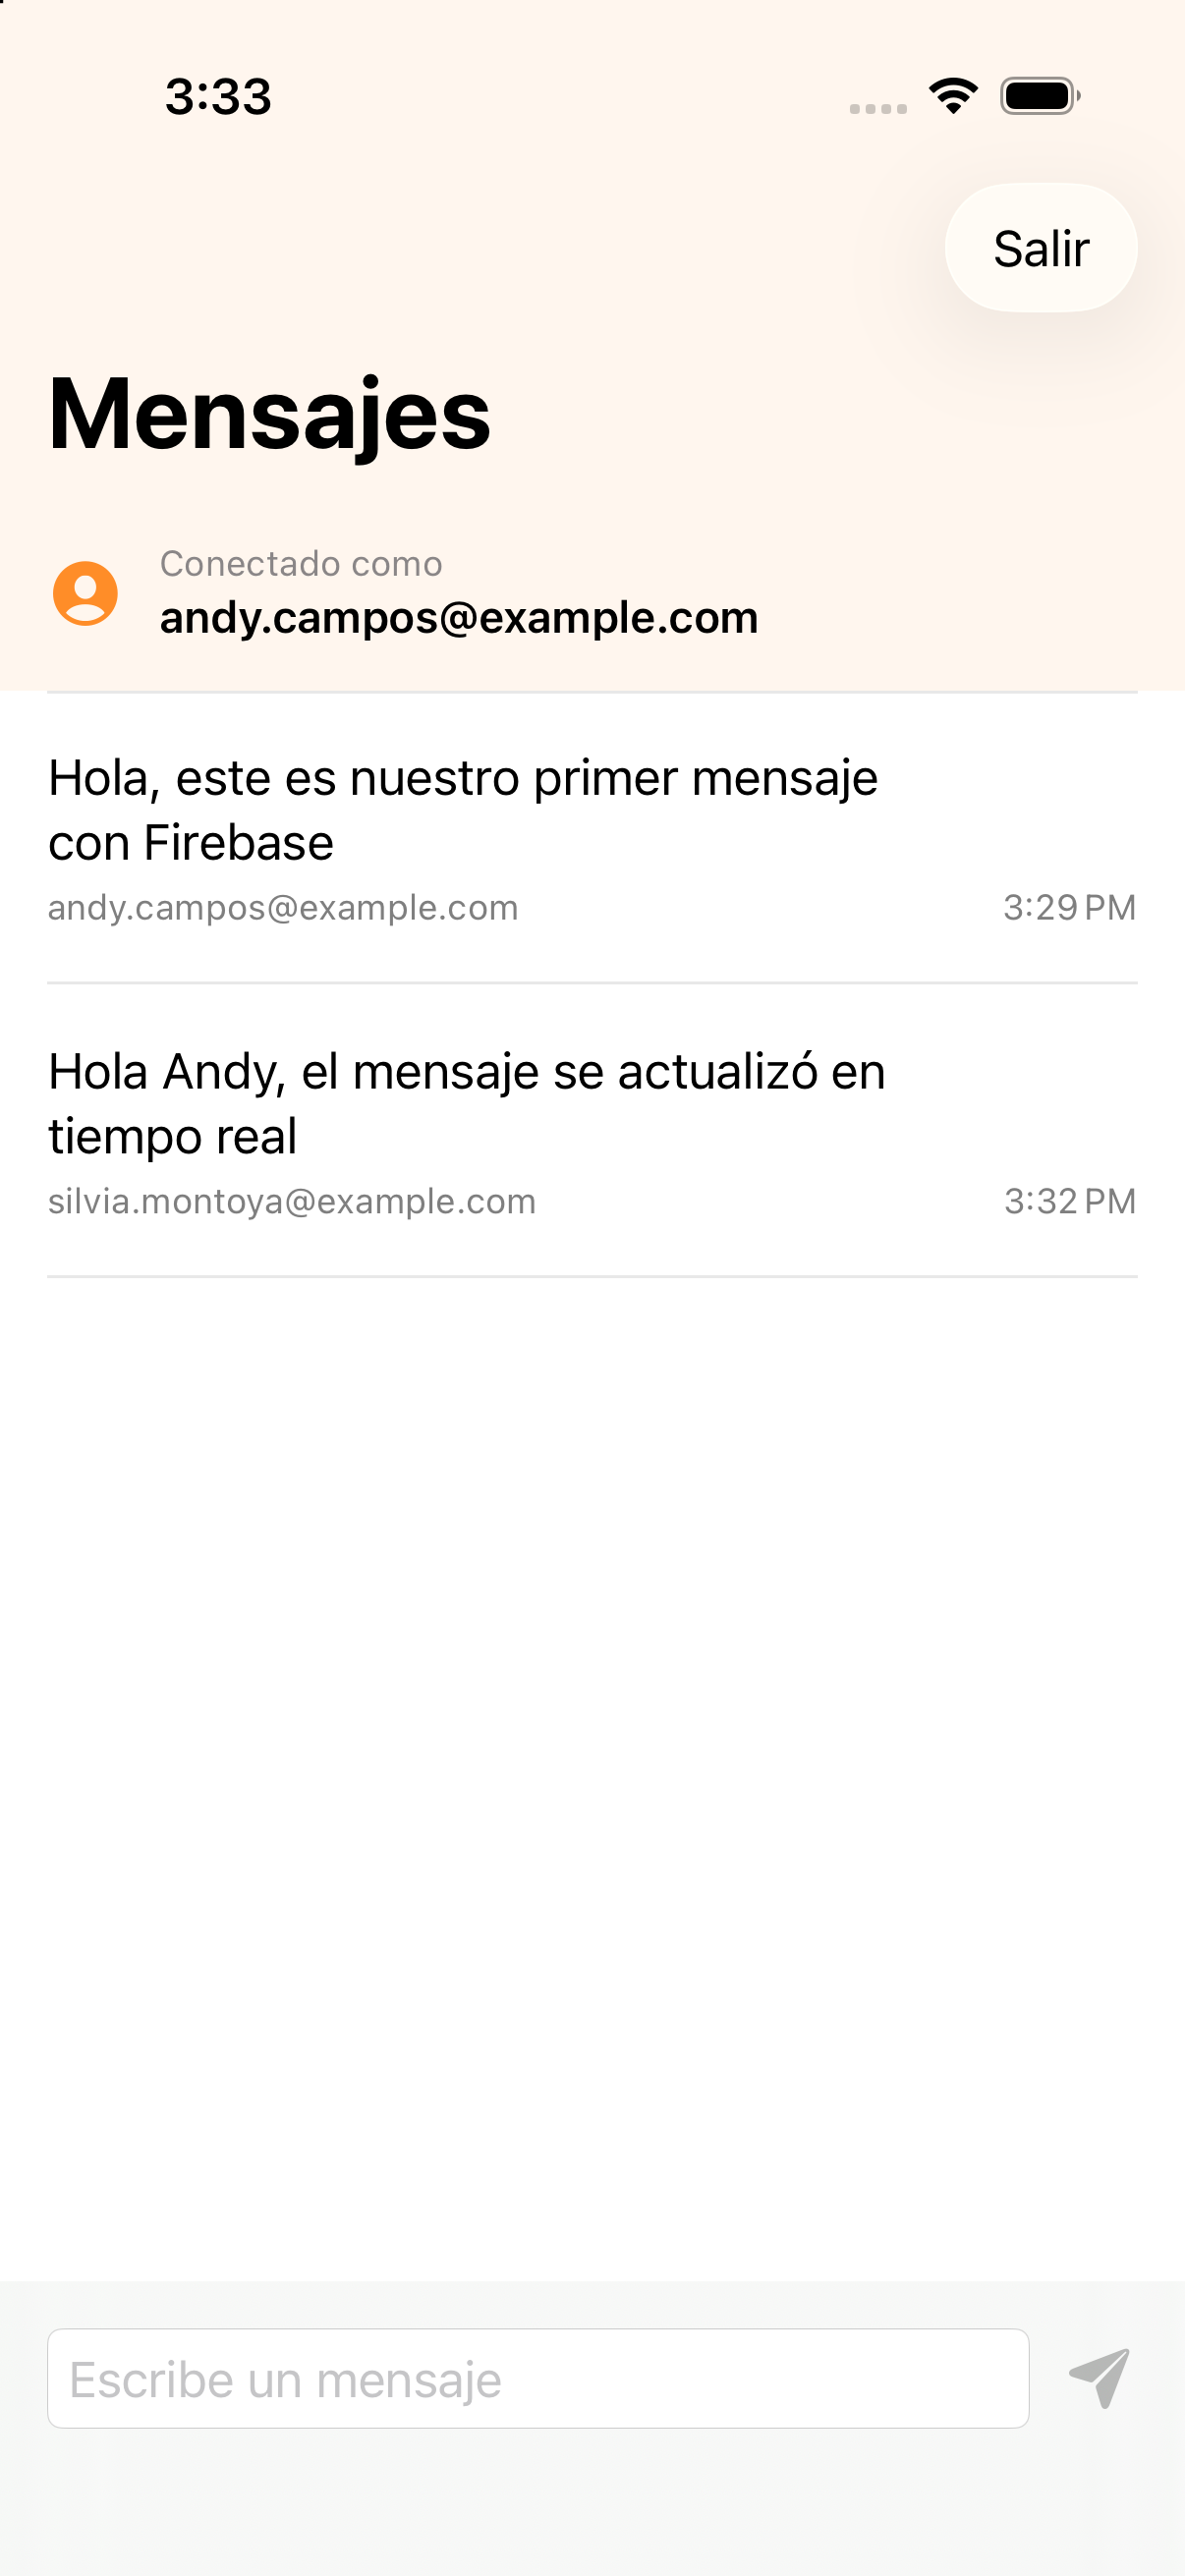 3:33
Salir
Mensajes
Conectado como
andy.campos@example.com
Hola, este es nuestro primer mensaje
con Firebase
andy.campos@example.com 3:29 PM
Hola Andy, el mensaje se actualizó en
tiempo real
silvia.montoya@example.com 3:32 PM
Escribe un mensaje